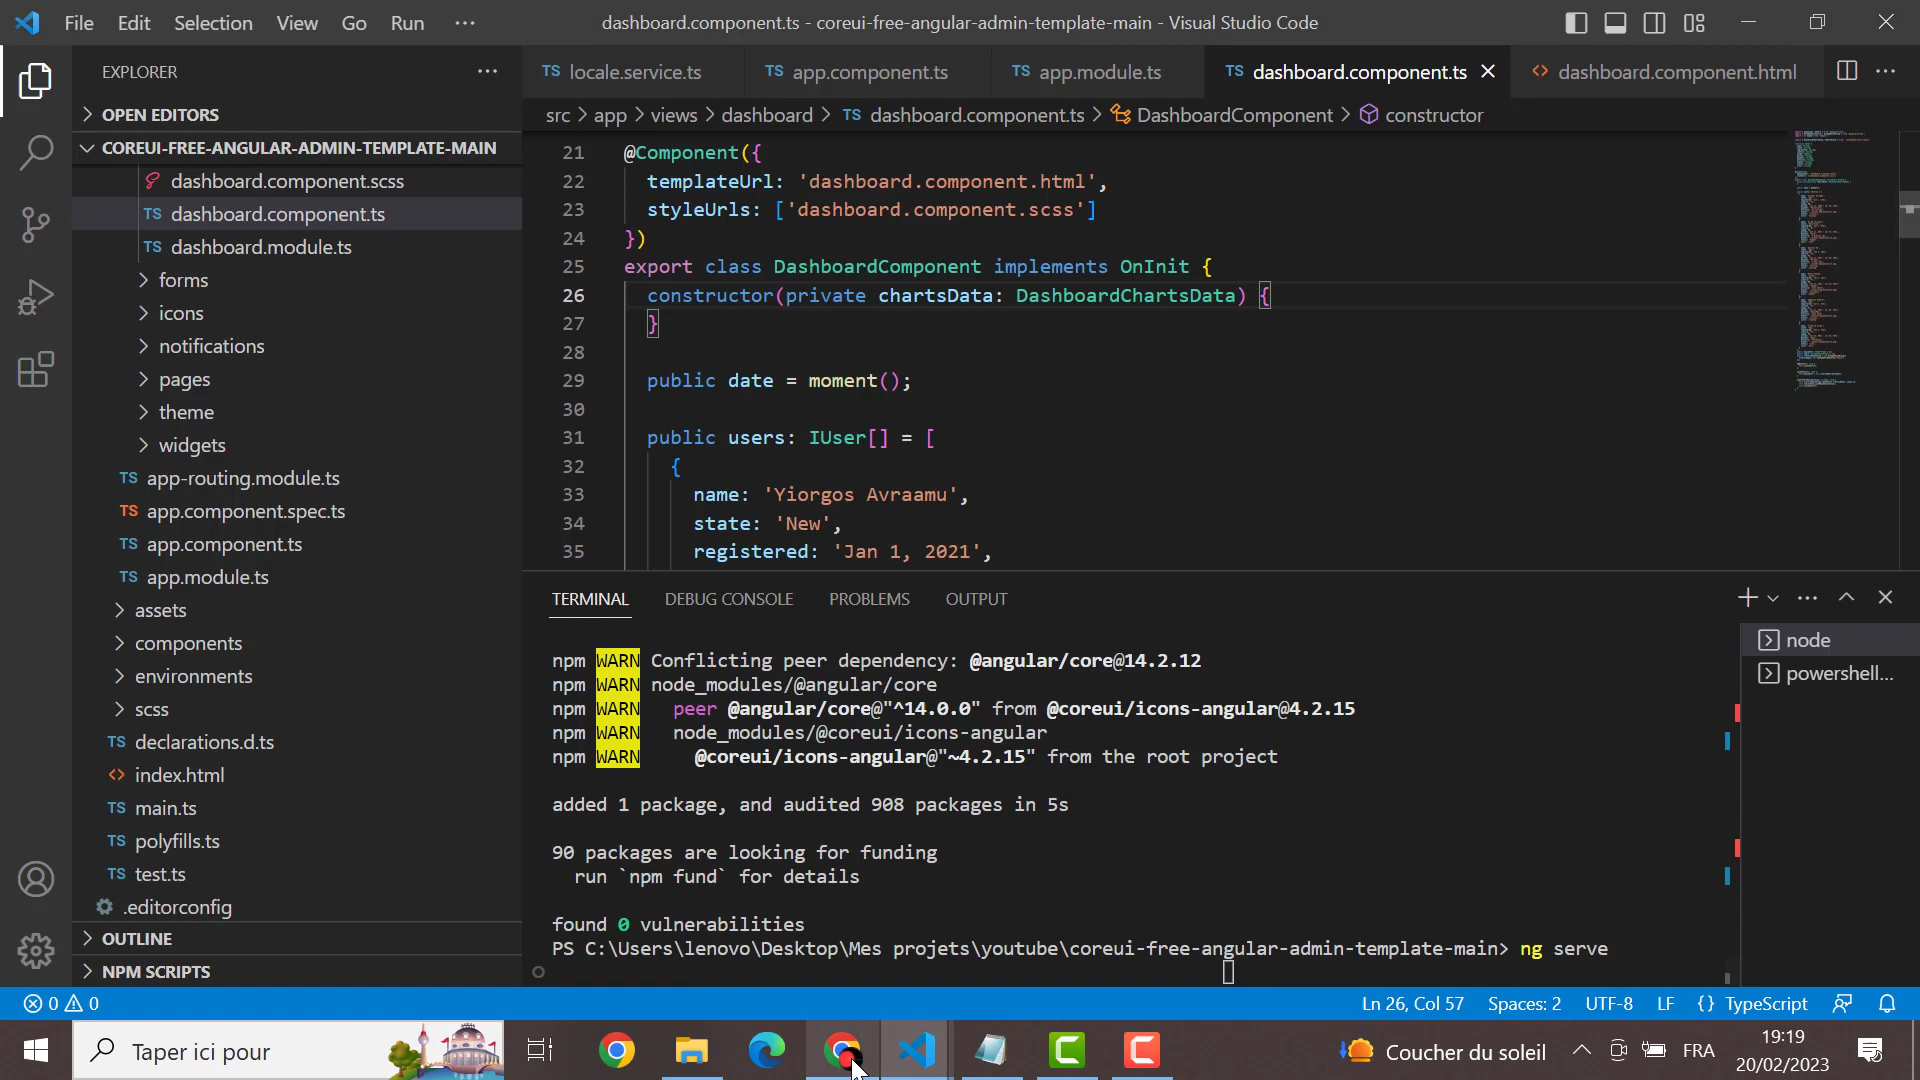 File Edit Selection View Go Run ··· dashboard.component.ts - coreui-free-angular-admin-template-main - Visual Studio Code
EXPLORER
OPEN EDITORS
COREUI-FREE-ANGULAR-ADMIN-TEMPLATE-MAIN
dashboard.component.scss
TS dashboard.component.ts
TS dashboard.module.ts
forms
icons
notifications
pages
theme
widgets
TS app-routing.module.ts
TS app.component.spec.ts
TS app.component.ts
TS app.module.ts
assets
components
environments
scss
TS declarations.d.ts
<> index.html
TS main.ts
TS polyfills.ts
TS test.ts
.editorconfig
OUTLINE
NPM SCRIPTS
TS locale.service.ts TS app.component.ts TS app.module.ts TS dashboard.component.ts <> dashboard.component.html
src > app > views > dashboard > TS dashboard.component.ts > DashboardComponent > constructor
21 @Component({
22 templateUrl: 'dashboard.component.html',
23 styleUrls: ['dashboard.component.scss']
24 })
25 export class DashboardComponent implements OnInit {
26 constructor(private chartsData: DashboardChartsData) {
27 }
28
29 public date = moment();
30
31 public users: IUser[] = [
32 {
33 name: 'Yiorgos Avraamu',
34 state: 'New',
35 registered: 'Jan 1, 2021',
TERMINAL DEBUG CONSOLE PROBLEMS OUTPUT
npm WARN Conflicting peer dependency: @angular/core@14.2.12
npm WARN node_modules/@angular/core
npm WARN peer @angular/core@"^14.0.0" from @coreui/icons-angular@4.2.15
npm WARN node_modules/@coreui/icons-angular
npm WARN @coreui/icons-angular@"~4.2.15" from the root project
added 1 package, and audited 908 packages in 5s
90 packages are looking for funding
run `npm fund` for details
found 0 vulnerabilities
PS C:\Users\lenovo\Desktop\Mes projets\youtube\coreui-free-angular-admin-template-main> ng serve
node
powershell...
0 0 Ln 26, Col 57 Spaces: 2 UTF-8 LF {} TypeScript
Taper ici pour
Coucher du soleil FRA 19:19
20/02/2023